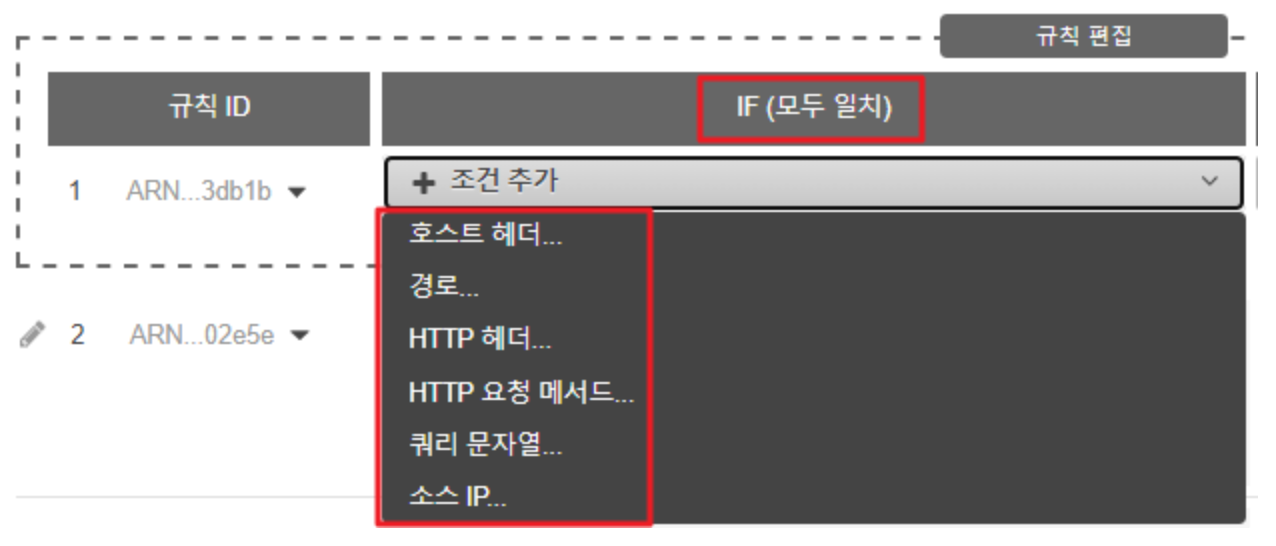 규칙 편집
규칙 ID
IF (모두 일치)
1 ARN...3db1b
+ 조건 추가
호스트 헤더...
경로...
HTTP 헤더...
2 ARN...02e5e
HTTP 요청 메서드...
쿼리 문자열...
소스 IP...